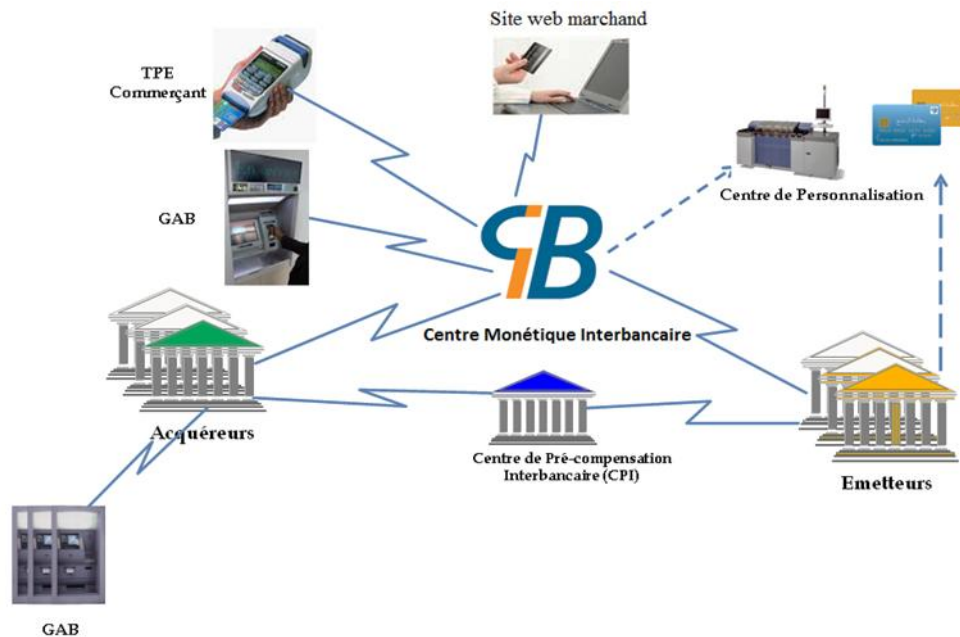 Site web marchand
TPE
Commerçant
GAB
Centre de Personnalisation
CiB
Centre Monétique Interbancaire
Acquéreurs
Centre de Pré-compensation
Interbancaire (CPI)
Emetteurs
GAB